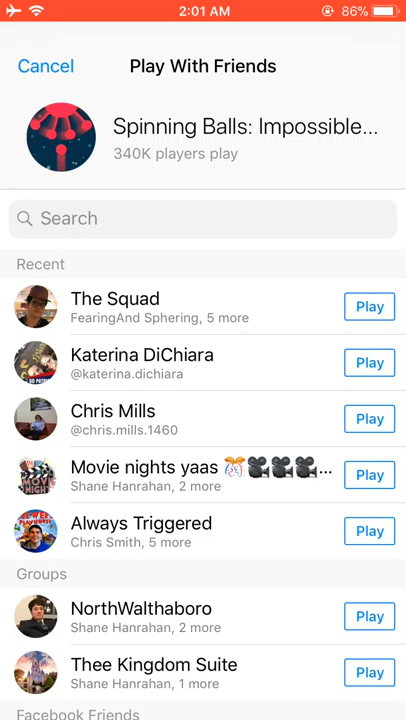 2:01 AM
86%
Cancel
Play With Friends
Spinning Balls: Impossible...
340K players play
Search
Recent
The Squad
FearingAnd Sphering, 5 more
Play
Katerina DiChiara
@katerina.dichiara
Play
Chris Mills
@chris.mills.1460
Play
Movie nights yaas 🎊🎥🎥🎥...
Shane Hanrahan, 2 more
Play
Always Triggered
Chris Smith, 5 more
Play
Groups
NorthWalthaboro
Shane Hanrahan, 2 more
Play
Thee Kingdom Suite
Shane Hanrahan, 1 more
Play
Facebook Friends